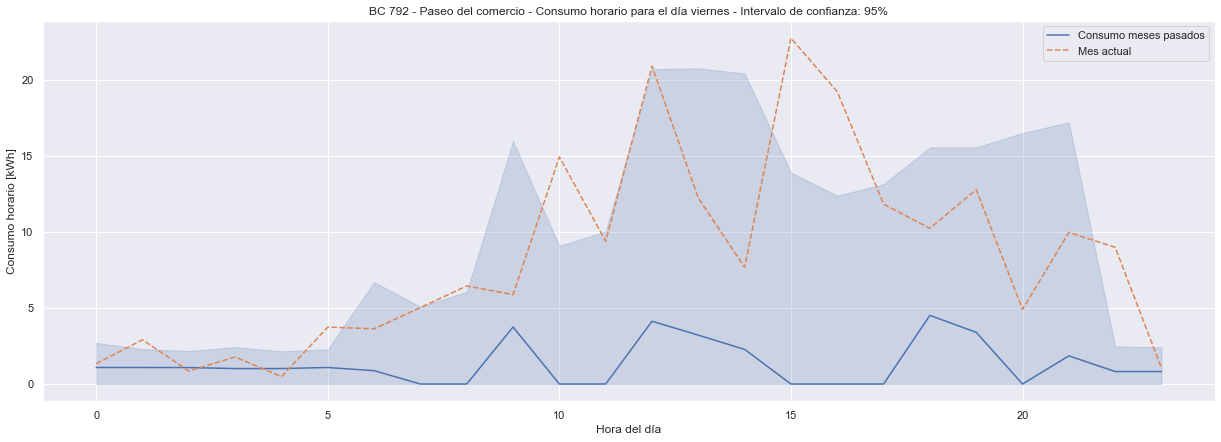 BC 792 - Paseo del comercio - Consumo horario para el día viernes - Intervalo de confianza: 95%
Consumo meses pasados
Mes actual
Consumo horario [kWh]
20
15
10
5
0
0 5 10 15 20
Hora del día